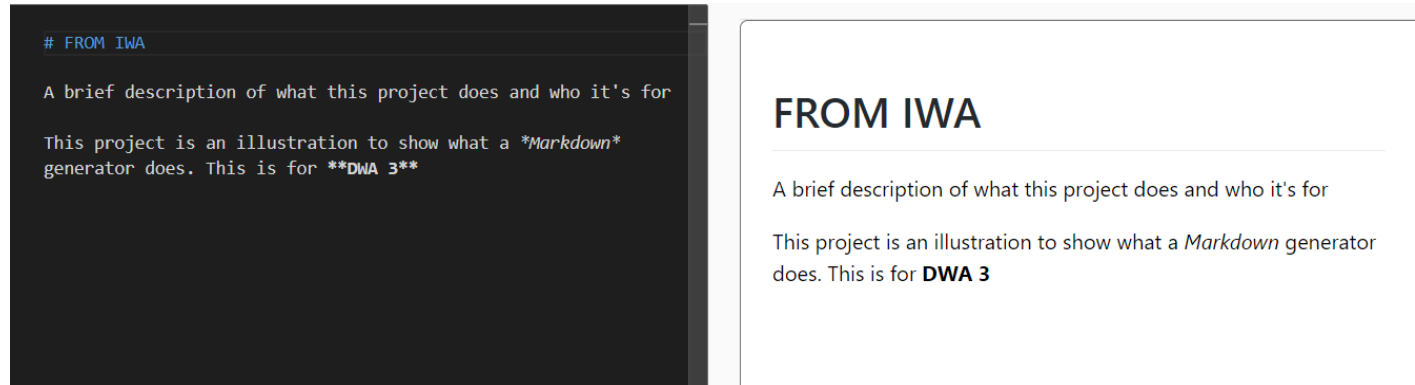 # FROM IWA
A brief description of what this project does and who it's for
This project is an illustration to show what a *Markdown*
generator does. This is for **DWA 3**
FROM IWA
A brief description of what this project does and who it's for
This project is an illustration to show what a Markdown generator
does. This is for DWA 3